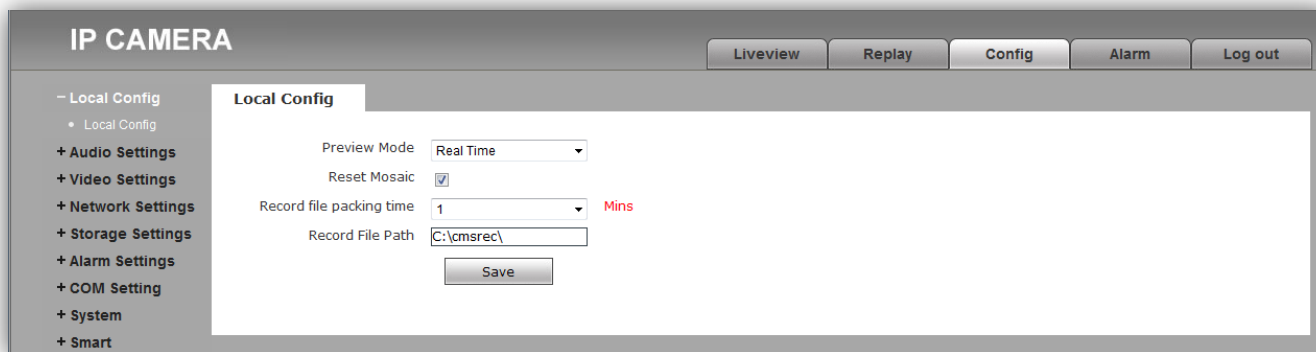 IP CAMERA
Liveview Replay Config Alarm Log out
− Local Config
• Local Config
+ Audio Settings
+ Video Settings
+ Network Settings
+ Storage Settings
+ Alarm Settings
+ COM Setting
+ System
+ Smart
Local Config
Preview Mode Real Time
Reset Mosaic
Record file packing time 1 Mins
Record File Path C:\cmsrec\
Save